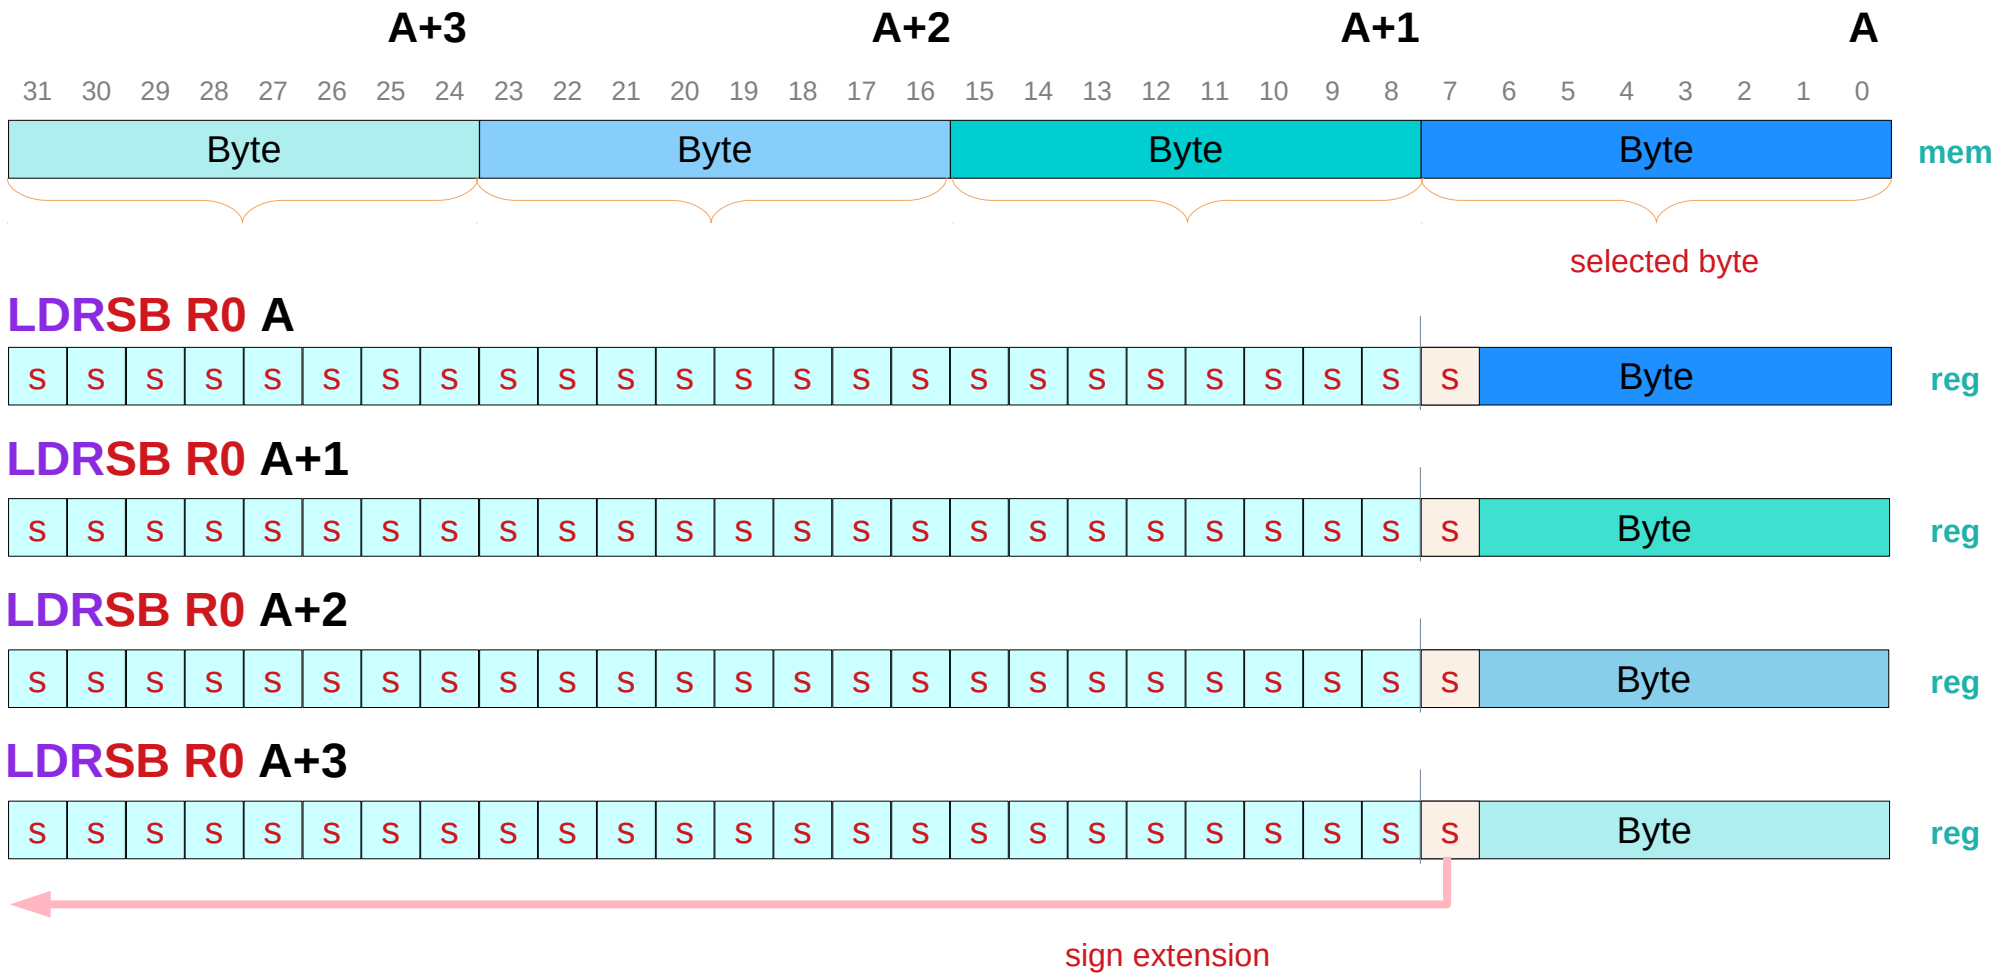 A+3 A+2 A+1 A
31 30 29 28 27 26 25 24 23 22 21 20 19 18 17 16 15 14 13 12 11 10 9 8 7 6 5 4 3 2 1 0
Byte Byte Byte Byte mem
selected byte
LDRSB R0 A
s s s s s s s s s s s s s s s s s s s s s s s s s Byte reg
LDRSB R0 A+1
s s s s s s s s s s s s s s s s s s s s s s s s s Byte reg
LDRSB R0 A+2
s s s s s s s s s s s s s s s s s s s s s s s s s Byte reg
LDRSB R0 A+3
s s s s s s s s s s s s s s s s s s s s s s s s s Byte reg
sign extension